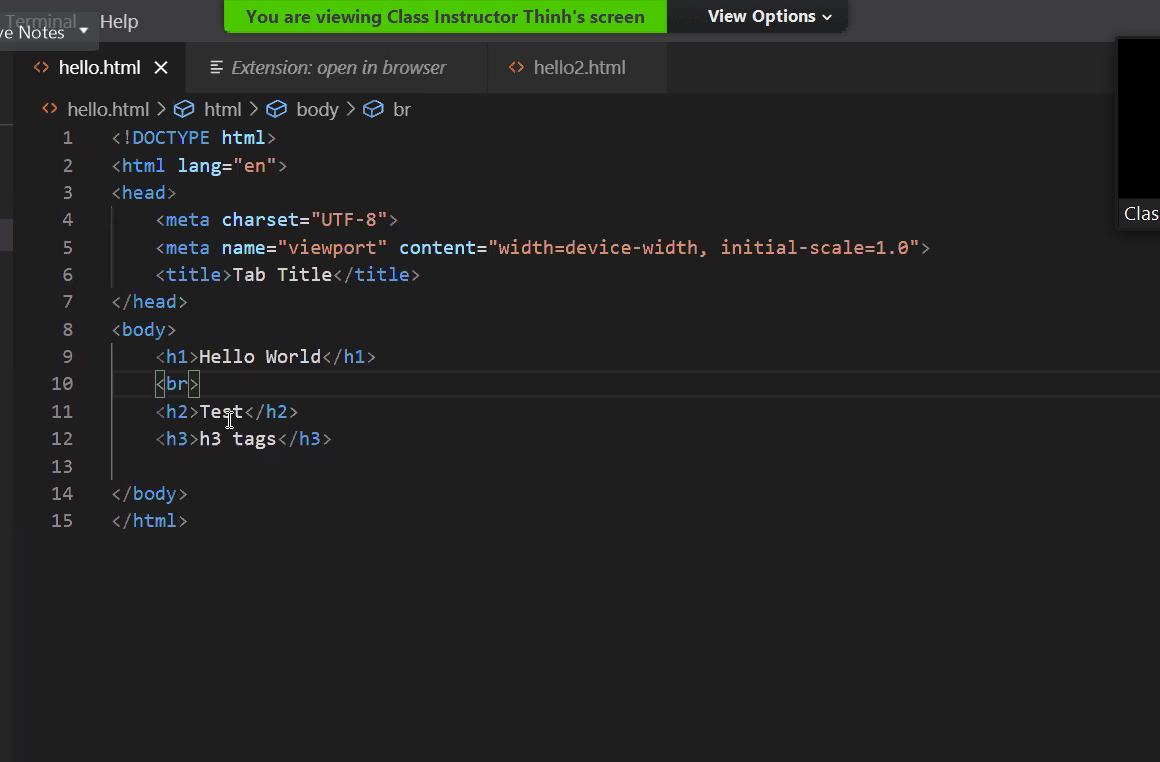 Terminal Help
ve Notes
You are viewing Class Instructor Thinh's screen
View Options
hello.html
Extension: open in browser
hello2.html
hello.html > html > body > br
1 <!DOCTYPE html>
2 <html lang="en">
3 <head>
4     <meta charset="UTF-8">
5     <meta name="viewport" content="width=device-width, initial-scale=1.0">
6     <title>Tab Title</title>
7 </head>
8 <body>
9     <h1>Hello World</h1>
10     <br>
11     <h2>Test</h2>
12     <h3>h3 tags</h3>
13
14 </body>
15 </html>
Clas